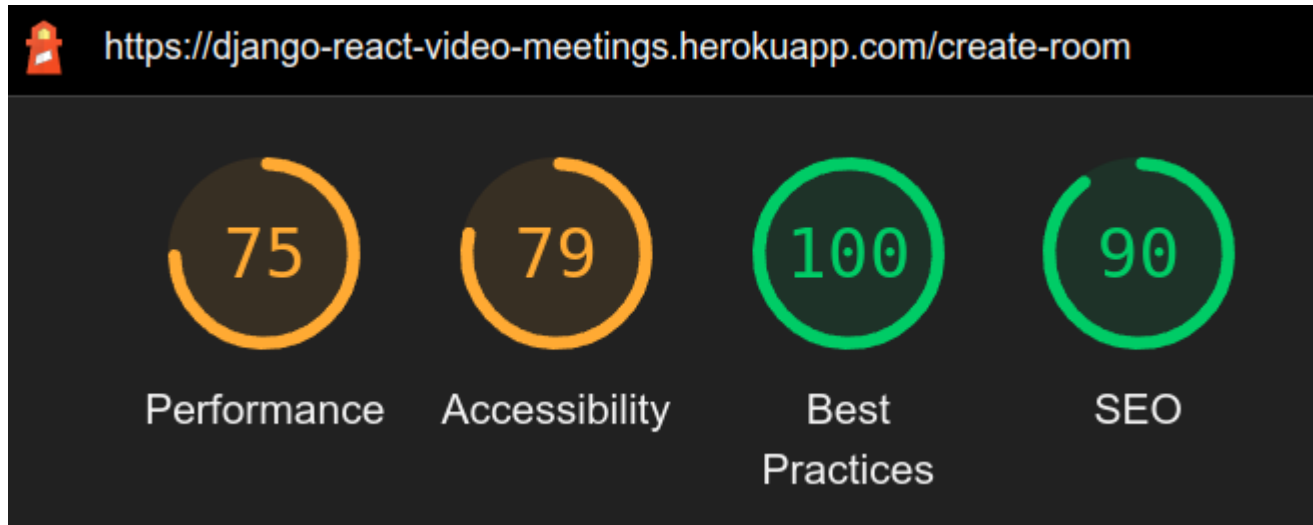 https://django-react-video-meetings.herokuapp.com/create-room
75 79 100 90
Performance Accessibility Best Practices SEO